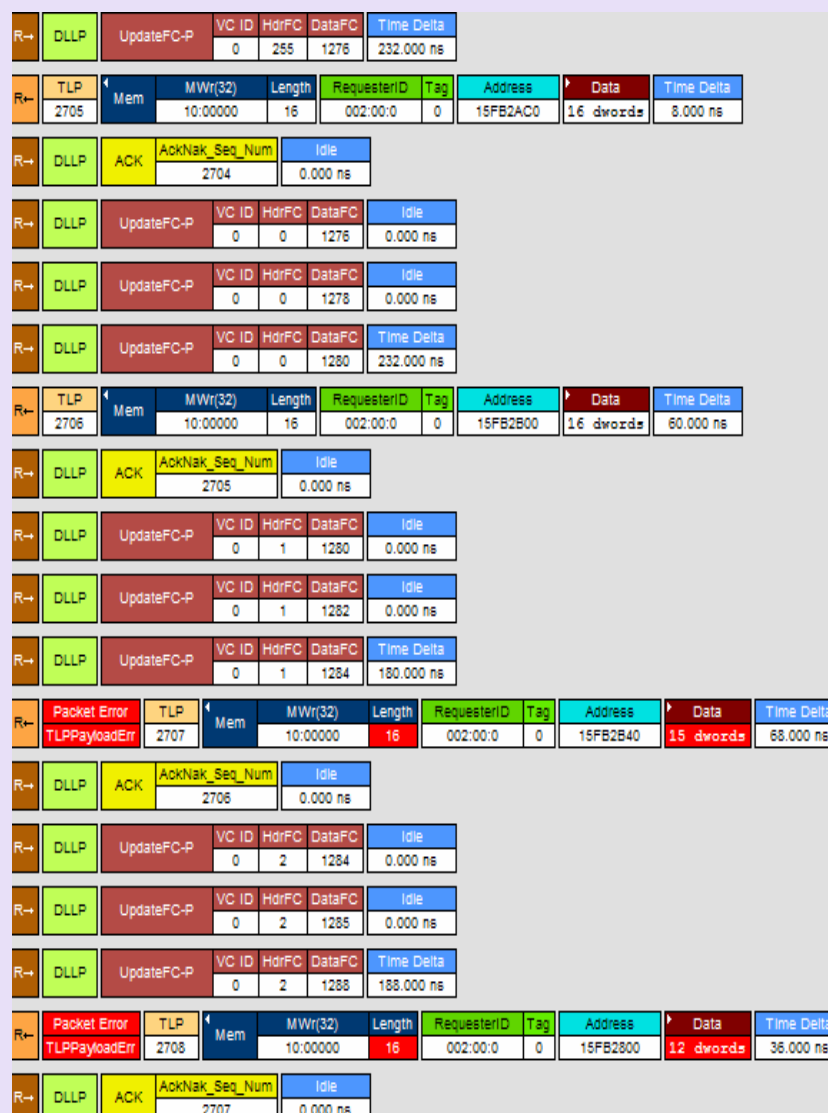 R→ DLLP UpdateFC-P VC ID HdrFC DataFC Time Delta
0 255 1276 232.000 ns
R← TLP Mem MWr(32) Length RequesterID Tag Address Data Time Delta
2705 10:00000 16 002:00:0 0 15FB2AC0 16 dwords 8.000 ns
R→ DLLP ACK AckNak_Seq_Num Idle
2704 0.000 ns
R→ DLLP UpdateFC-P VC ID HdrFC DataFC Idle
0 0 1276 0.000 ns
R→ DLLP UpdateFC-P VC ID HdrFC DataFC Idle
0 0 1278 0.000 ns
R→ DLLP UpdateFC-P VC ID HdrFC DataFC Time Delta
0 0 1280 232.000 ns
R← TLP Mem MWr(32) Length RequesterID Tag Address Data Time Delta
2706 10:00000 16 002:00:0 0 15FB2B00 16 dwords 60.000 ns
R→ DLLP ACK AckNak_Seq_Num Idle
2705 0.000 ns
R→ DLLP UpdateFC-P VC ID HdrFC DataFC Idle
0 1 1280 0.000 ns
R→ DLLP UpdateFC-P VC ID HdrFC DataFC Idle
0 1 1282 0.000 ns
R→ DLLP UpdateFC-P VC ID HdrFC DataFC Time Delta
0 1 1284 180.000 ns
R← Packet Error TLP Mem MWr(32) Length RequesterID Tag Address Data Time Delta
TLPPayloadErr 2707 10:00000 16 002:00:0 0 15FB2B40 15 dwords 68.000 ns
R→ DLLP ACK AckNak_Seq_Num Idle
2706 0.000 ns
R→ DLLP UpdateFC-P VC ID HdrFC DataFC Idle
0 2 1284 0.000 ns
R→ DLLP UpdateFC-P VC ID HdrFC DataFC Idle
0 2 1285 0.000 ns
R→ DLLP UpdateFC-P VC ID HdrFC DataFC Time Delta
0 2 1288 188.000 ns
R← Packet Error TLP Mem MWr(32) Length RequesterID Tag Address Data Time Delta
TLPPayloadErr 2708 10:00000 16 002:00:0 0 15FB2800 12 dwords 36.000 ns
R→ DLLP ACK AckNak_Seq_Num Idle
2707 0.000 ns